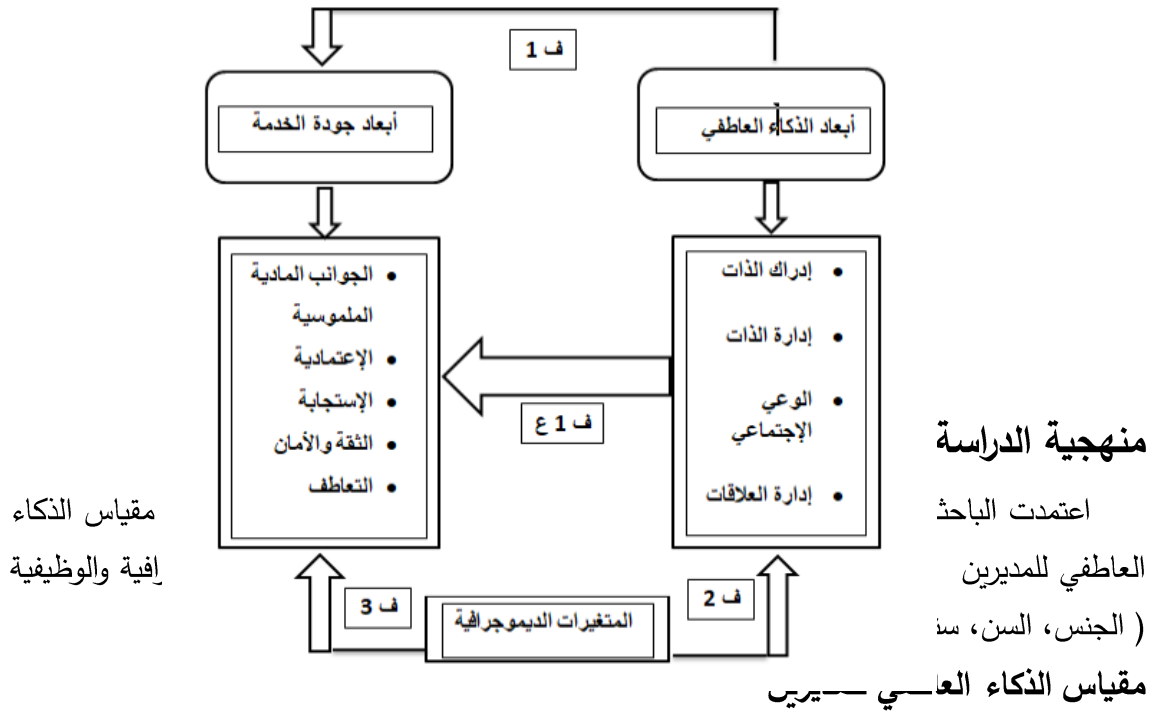 ف 1
أبعاد الذكاء العاطفي
أبعاد جودة الخدمة
• إدراك الذات
• إدارة الذات
• الوعي
الإجتماعي
• إدارة العلاقات
ف 1 ع
• الجوانب المادية
الملموسية
• الإعتمادية
• الإستجابة
• الثقة والأمان
• التعاطف
ف 2
المتغيرات الديموجرافية
ف 3
منهجية الدراسة
اعتمدت مقياس الذكاء
العاطفي للمديرين والوظيفية
( الجنس، السن،
مقياس الذكاء